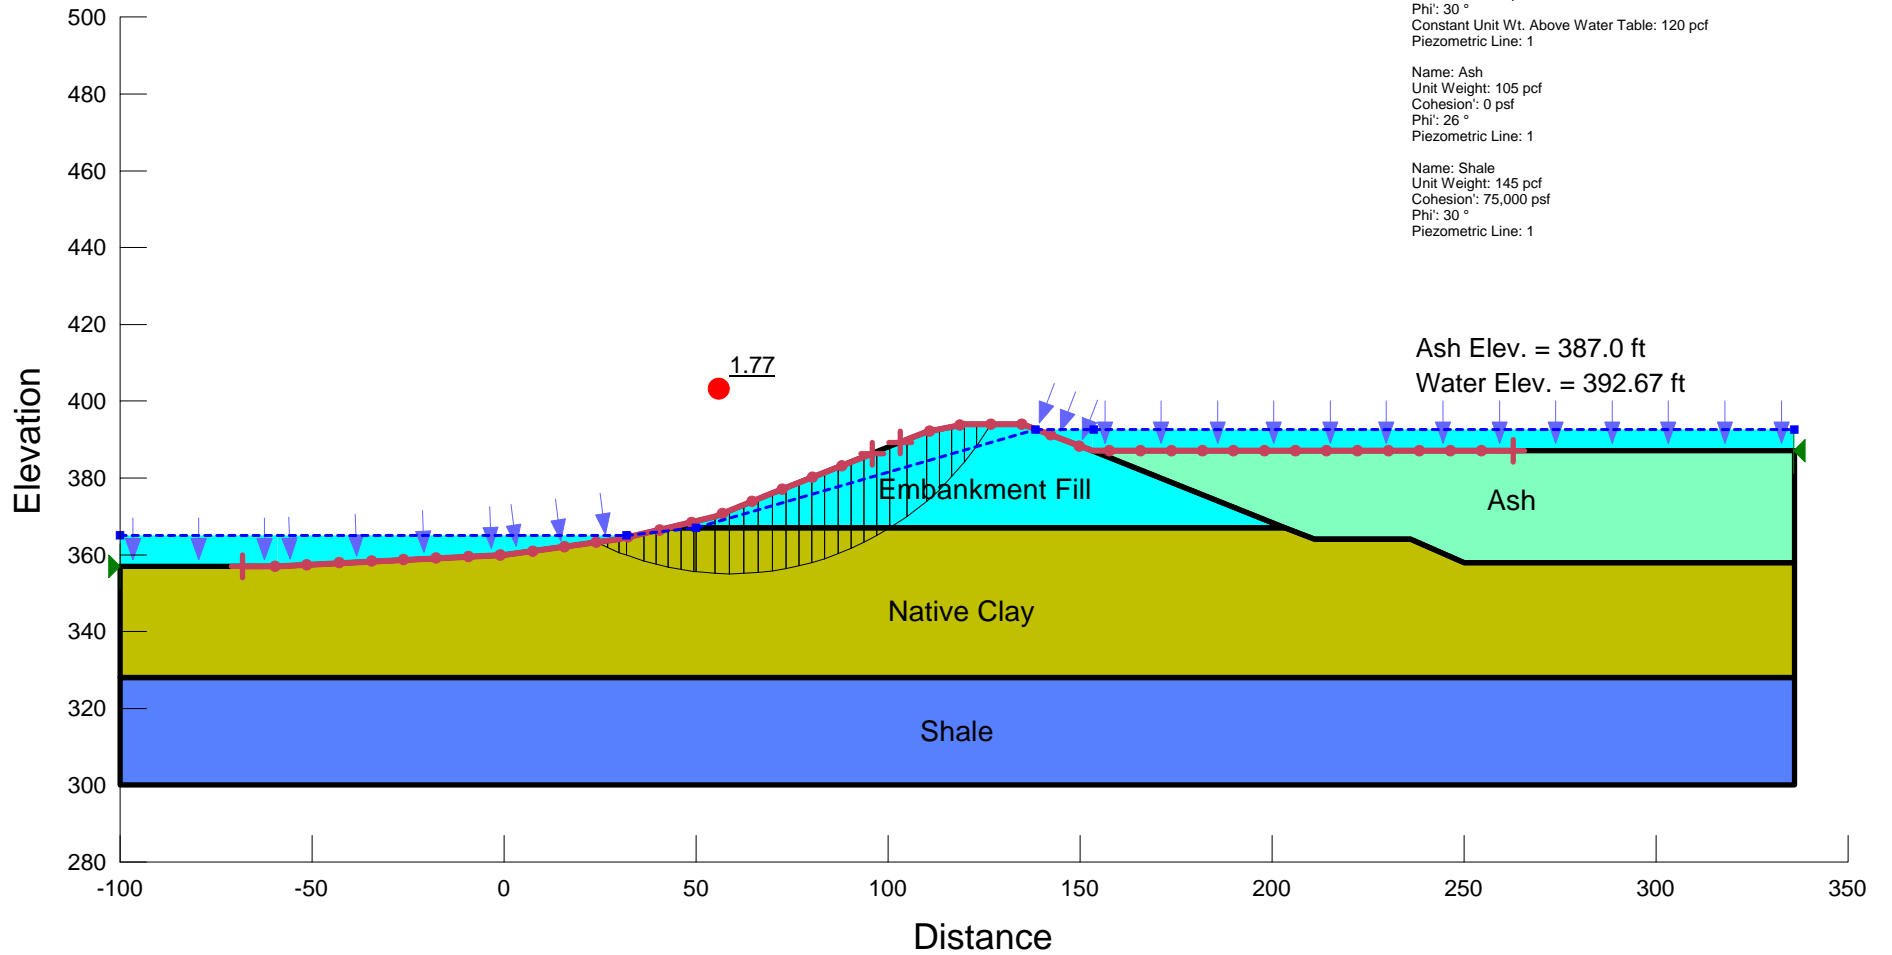 Phi': 30 °
Constant Unit Wt. Above Water Table: 120 pcf
Piezometric Line: 1
Name: Ash
Unit Weight: 105 pcf
Cohesion': 0 psf
Phi': 26 °
Piezometric Line: 1
Name: Shale
Unit Weight: 145 pcf
Cohesion': 75,000 psf
Phi': 30 °
Piezometric Line: 1
Ash Elev. = 387.0 ft
Water Elev. = 392.67 ft
1.77
Embankment Fill
Ash
Native Clay
Shale
Elevation
500
480
460
440
420
400
380
360
340
320
300
280
-100
-50
0
50
100
150
200
250
300
350
Distance